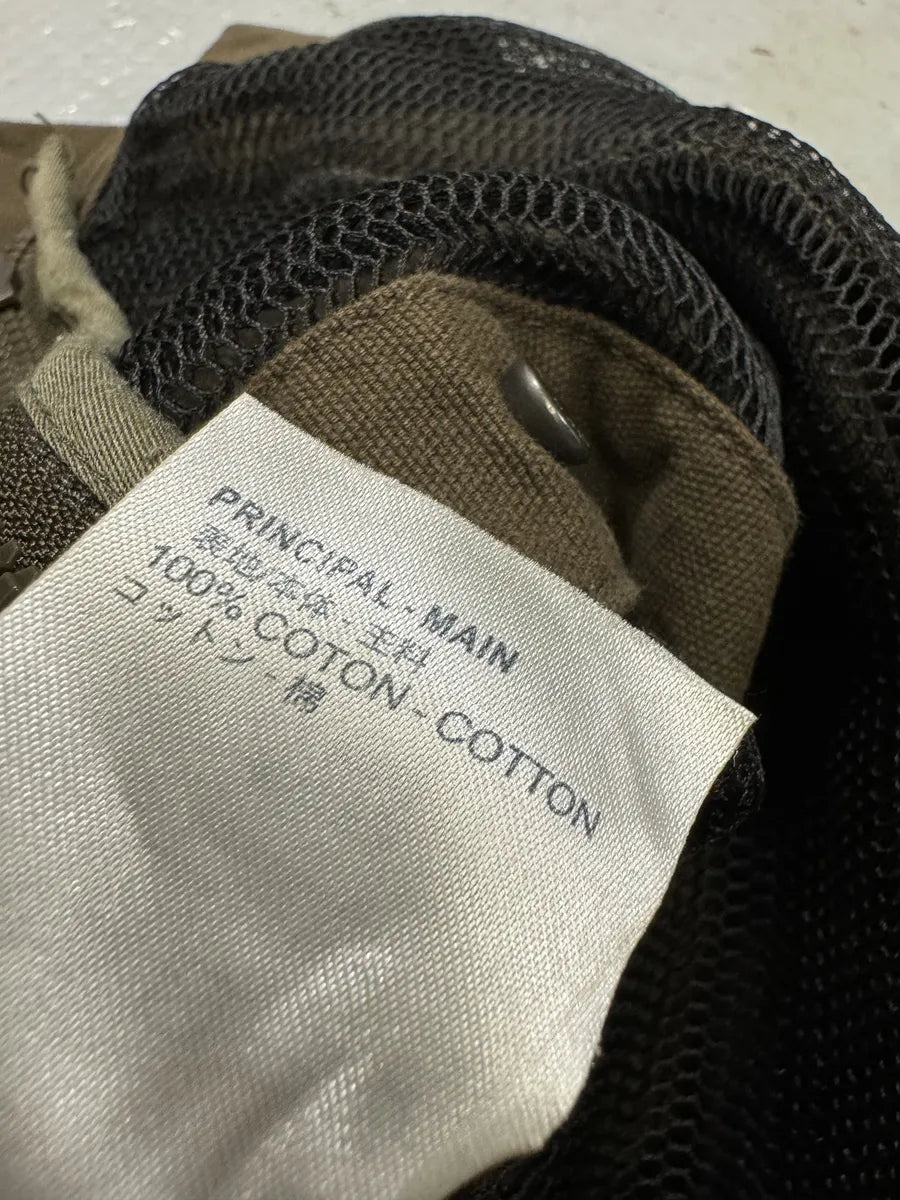 PRINCIPAL - MAIN
表地本体 - 主料
100% COTON - COTTON
コットン - 棉